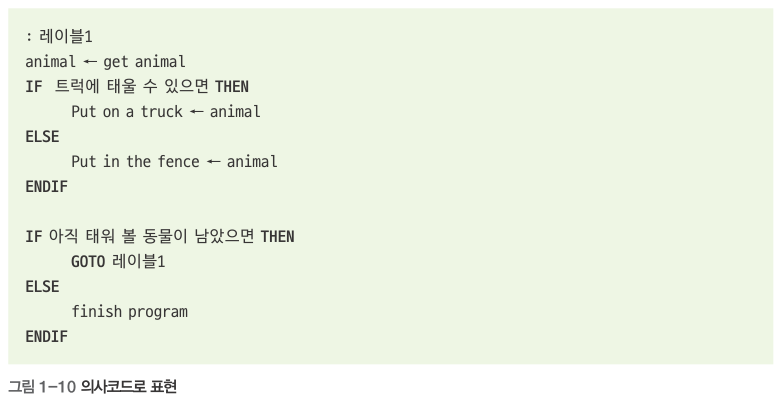 : 레이블1
animal ← get animal
IF 트럭에 태울 수 있으면 THEN
Put on a truck ← animal
ELSE
Put in the fence ← animal
ENDIF
IF 아직 태워 볼 동물이 남았으면 THEN
GOTO 레이블1
ELSE
finish program
ENDIF
그림 1-10 의사코드로 표현